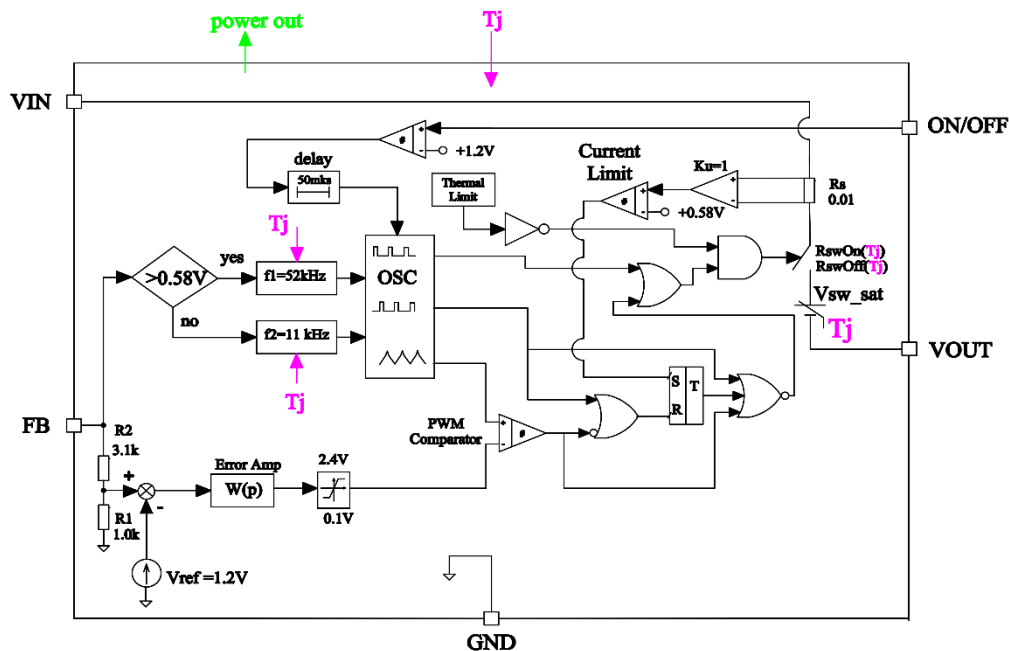 power out
Tj
VIN
ON/OFF
+1.2V
delay
50mks
Thermal
Limit
Current
Limit
Ku=1
Rs
0.01
+0.58V
Tj
>0.58V
yes
no
f1=52kHz
OSC
f2=11 kHz
Tj
RswOn(Tj)
RswOff(Tj)
Vsw_sat
Tj
VOUT
S
T
R
FB
R2
3.1k
PWM
Comparator
+
-
Error Amp
W(p)
2.4V
0.1V
+
-
R1
1.0k
Vref =1.2V
GND